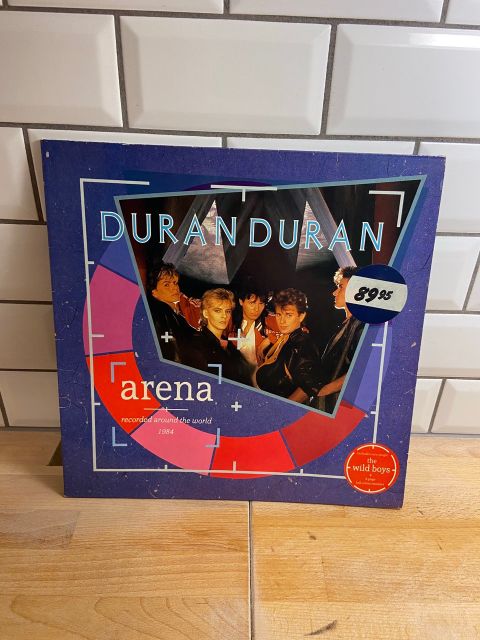 DURAN DURAN
89 95
arena
recorded around the world
1984
the
wild boys